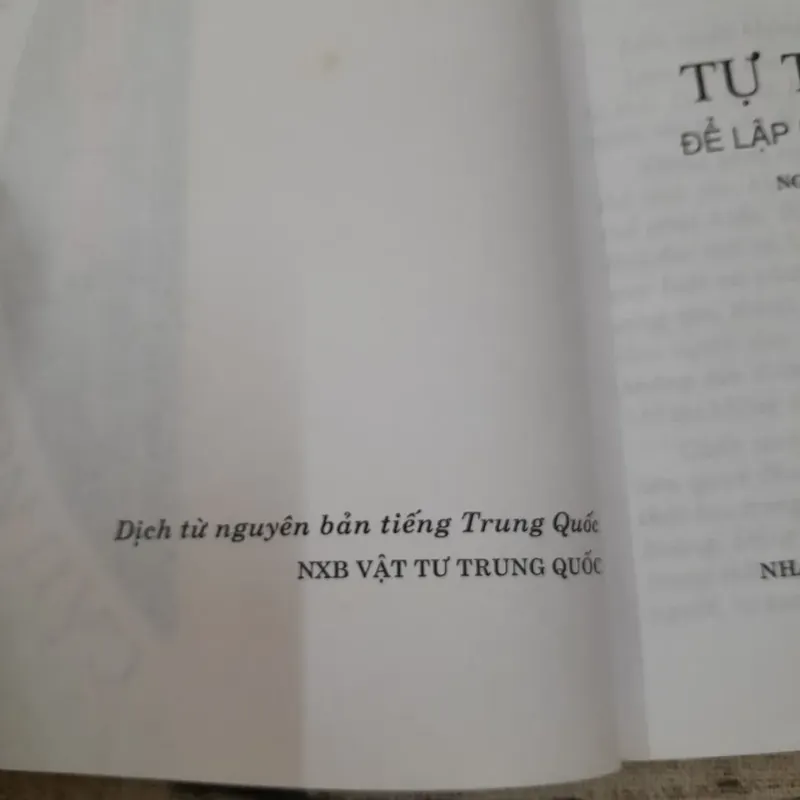 Dịch từ nguyên bản tiếng Trung Quốc
NXB VẬT TƯ TRUNG QUỐC
TỰ
ĐỂ LẬP